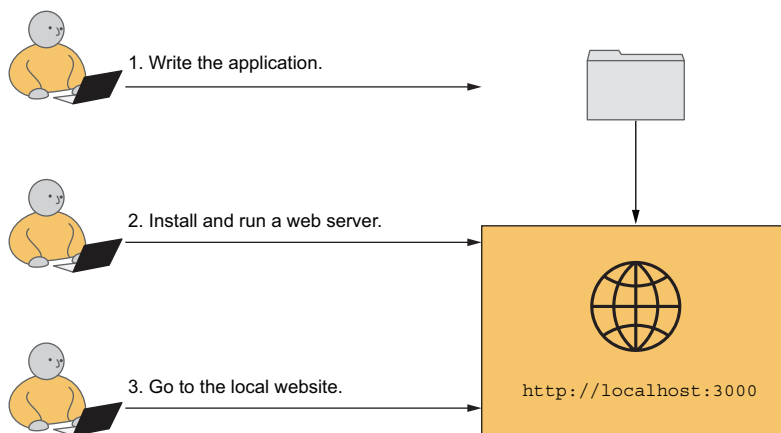 1. Write the application.
2. Install and run a web server.
3. Go to the local website.
http://localhost:3000